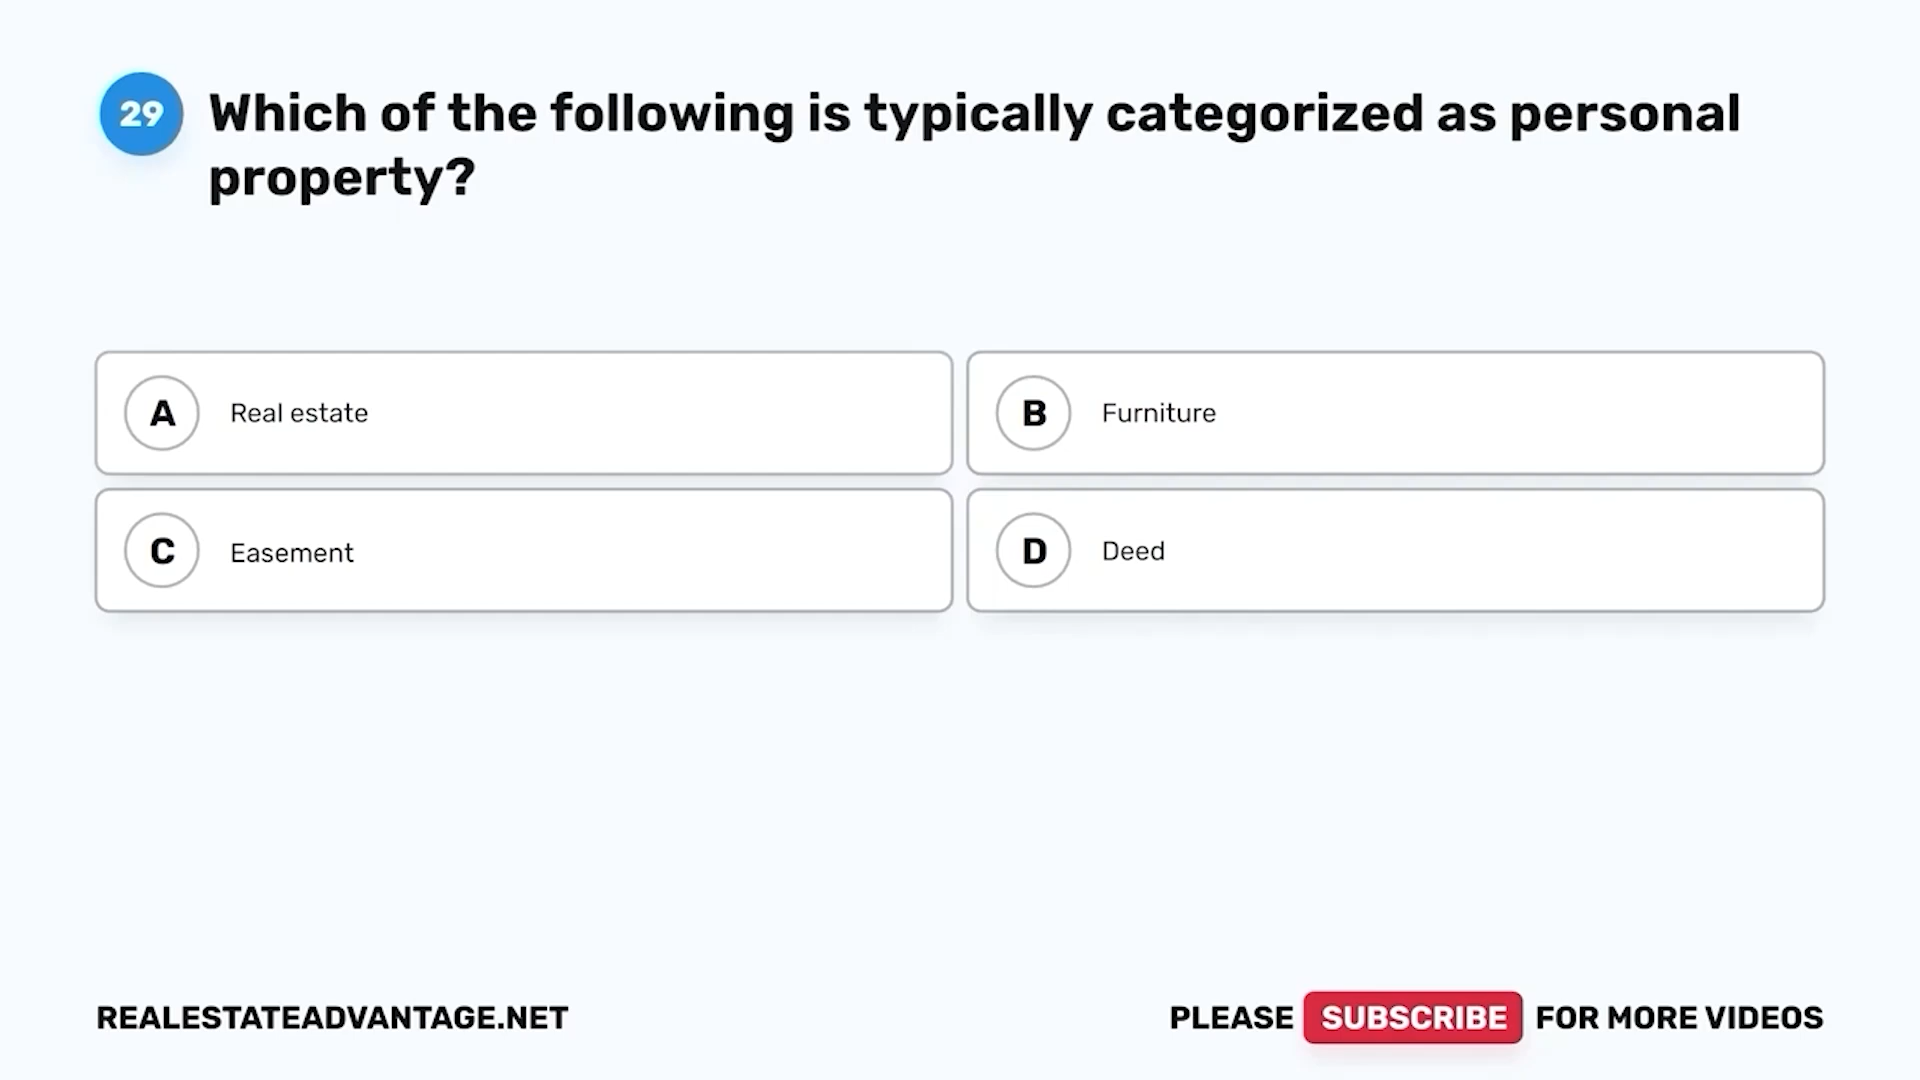 29
Which of the following is typically categorized as personal
property?
A Real estate
B Furniture
C Easement
D Deed
REALESTATEADVANTAGE.NET
PLEASE SUBSCRIBE FOR MORE VIDEOS